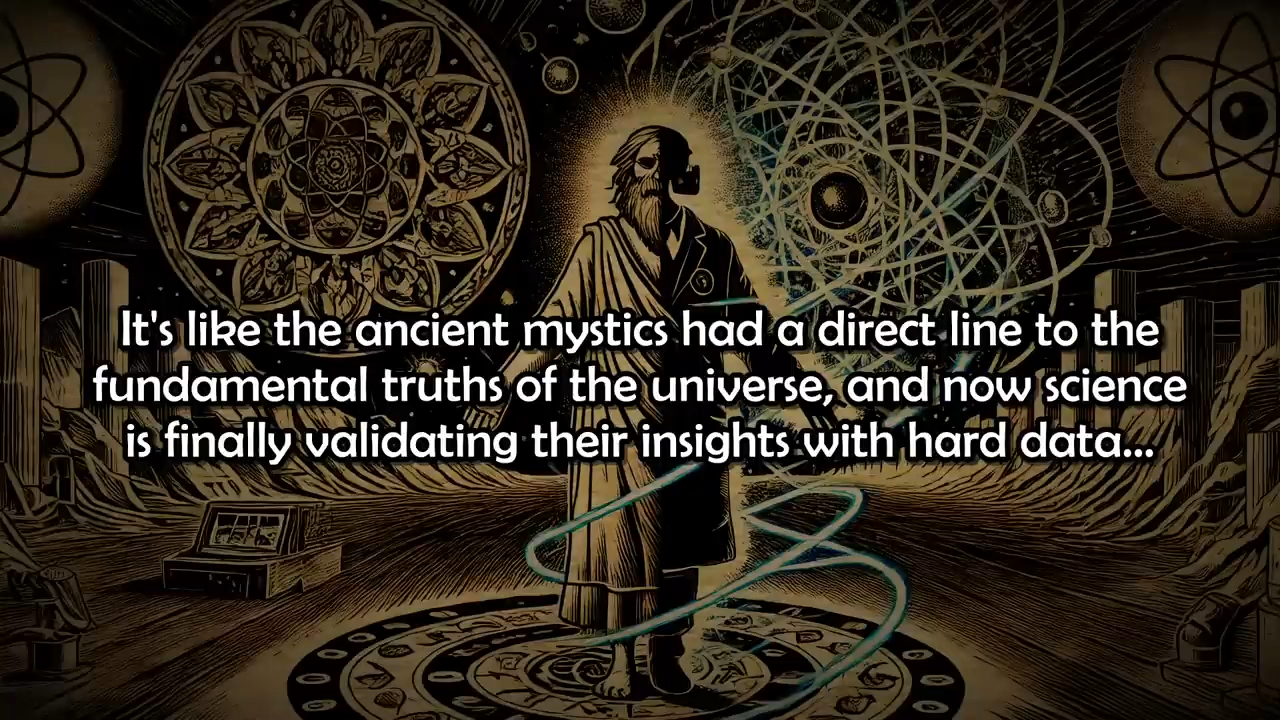 It's like the ancient mystics had a direct line to the
fundamental truths of the universe, and now science
is finally validating their insights with hard data...